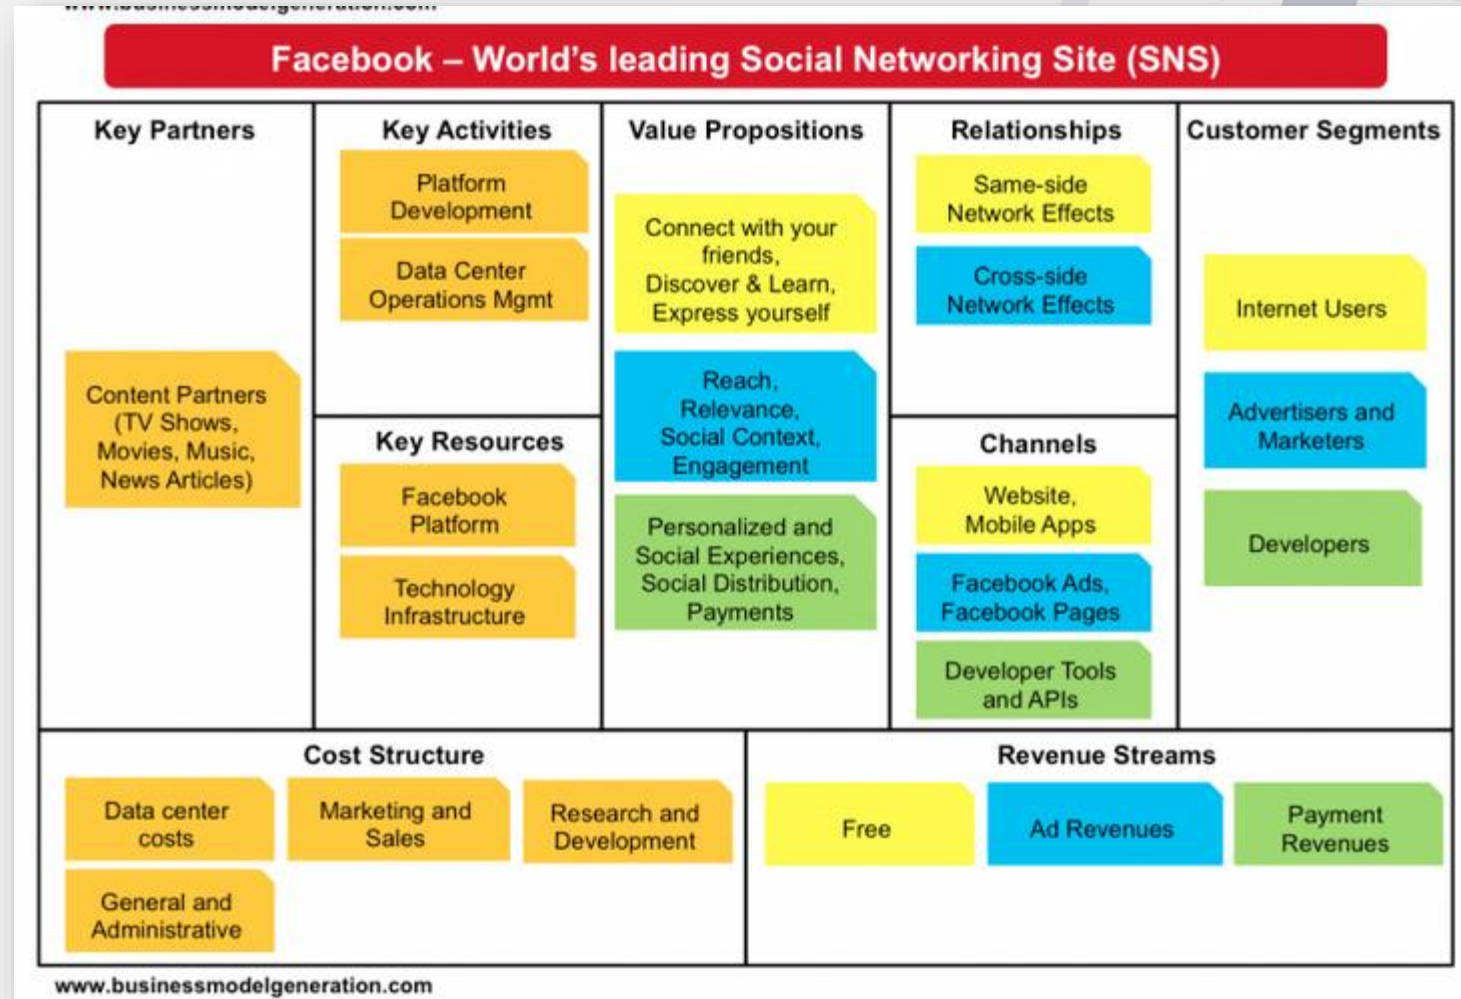 www.businessmodelgeneration.com
Facebook – World's leading Social Networking Site (SNS)
Key Partners
Content Partners
(TV Shows,
Movies, Music,
News Articles)
Key Activities
Platform
Development
Data Center
Operations Mgmt
Key Resources
Facebook
Platform
Technology
Infrastructure
Value Propositions
Connect with your
friends,
Discover & Learn,
Express yourself
Reach,
Relevance,
Social Context,
Engagement
Personalized and
Social Experiences,
Social Distribution,
Payments
Relationships
Same-side
Network Effects
Cross-side
Network Effects
Channels
Website,
Mobile Apps
Facebook Ads,
Facebook Pages
Developer Tools
and APIs
Customer Segments
Internet Users
Advertisers and
Marketers
Developers
Cost Structure
Data center
costs
Marketing and
Sales
Research and
Development
General and
Administrative
Revenue Streams
Free
Ad Revenues
Payment
Revenues
www.businessmodelgeneration.com